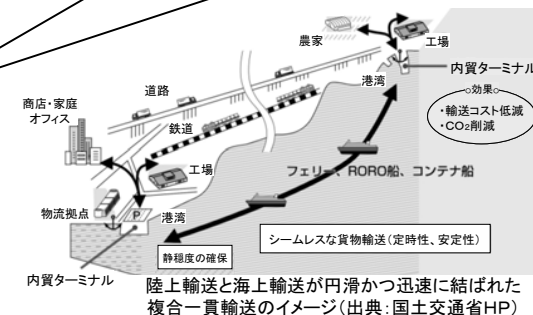 農家
工場
内貿ターミナル
港湾
効果
・輸送コスト低減
・CO2削減
道路
商店・家庭
オフィス
鉄道
工場
フェリー、RORO船、コンテナ船
物流拠点
P
港湾
シームレスな貨物輸送（定時性、安定性）
静穏度の確保
内貿ターミナル
陸上輸送と海上輸送が円滑かつ迅速に結ばれた
複合一貫輸送のイメージ（出典：国土交通省HP）